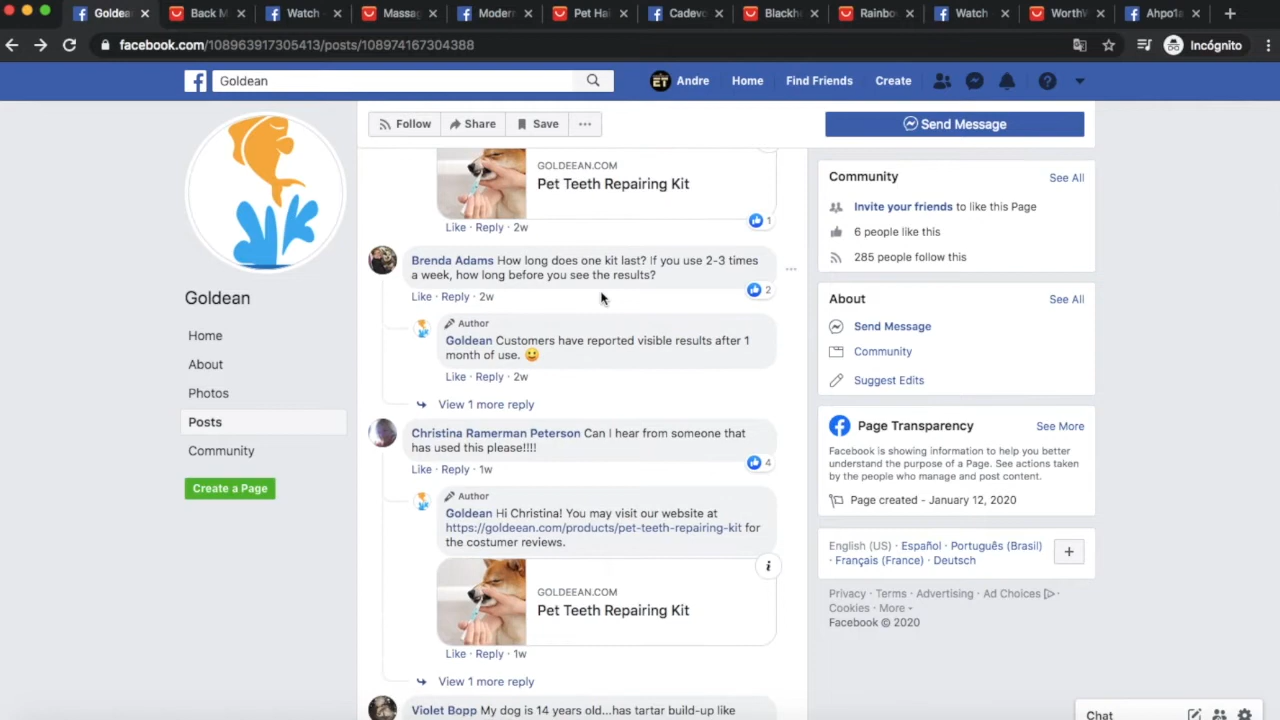 Goldea
Back M
Watch
Massag
Modern
Pet Hai
Cadevo
Blackhe
Rainbo
Watch
WorthW
Ahpo1a
facebook.com/108963917305413/posts/108974167304388
Incógnito
Goldean
Andre
Home
Find Friends
Create
Follow
Share
Save
Send Message
Goldean
Home
About
Photos
Posts
Community
Create a Page
GOLDEEAN.COM
Pet Teeth Repairing Kit
1
Like · Reply · 2w
Brenda Adams How long does one kit last? If you use 2-3 times
a week, how long before you see the results?
2
Like · Reply · 2w
Author
Goldean Customers have reported visible results after 1
month of use. 😀
Like · Reply · 2w
View 1 more reply
Christina Ramerman Peterson Can I hear from someone that
has used this please!!!!
4
Like · Reply · 1w
Author
Goldean Hi Christina! You may visit our website at
https://goldeean.com/products/pet-teeth-repairing-kit for
the costumer reviews.
GOLDEEAN.COM
Pet Teeth Repairing Kit
Like · Reply · 1w
View 1 more reply
Violet Bopp My dog is 14 years old...has tartar build-up like
Community
See All
Invite your friends to like this Page
6 people like this
285 people follow this
About
See All
Send Message
Community
Suggest Edits
Page Transparency
See More
Facebook is showing information to help you better
understand the purpose of a Page. See actions taken
by the people who manage and post content.
Page created - January 12, 2020
English (US) · Español · Português (Brasil)
· Français (France) · Deutsch
Privacy · Terms · Advertising · Ad Choices ·
Cookies · More
Facebook © 2020
Chat